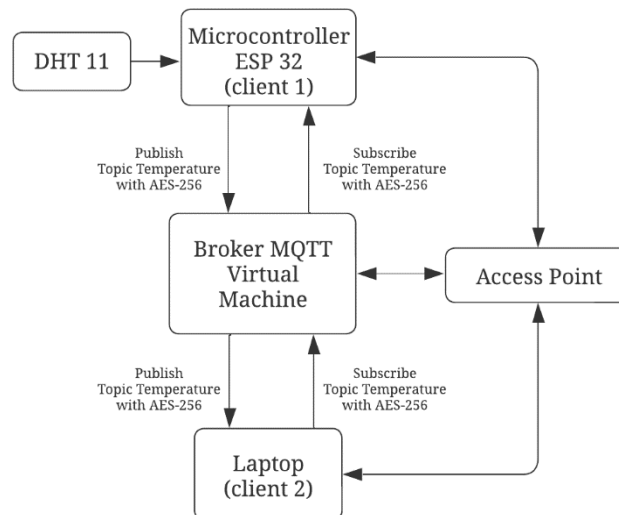 DHT 11
Microcontroller
ESP 32
(client 1)
Publish
Topic Temperature
with AES-256
Subscribe
Topic Temperature
with AES-256
Broker MQTT
Virtual
Machine
Access Point
Publish
Topic Temperature
with AES-256
Subscribe
Topic Temperature
with AES-256
Laptop
(client 2)